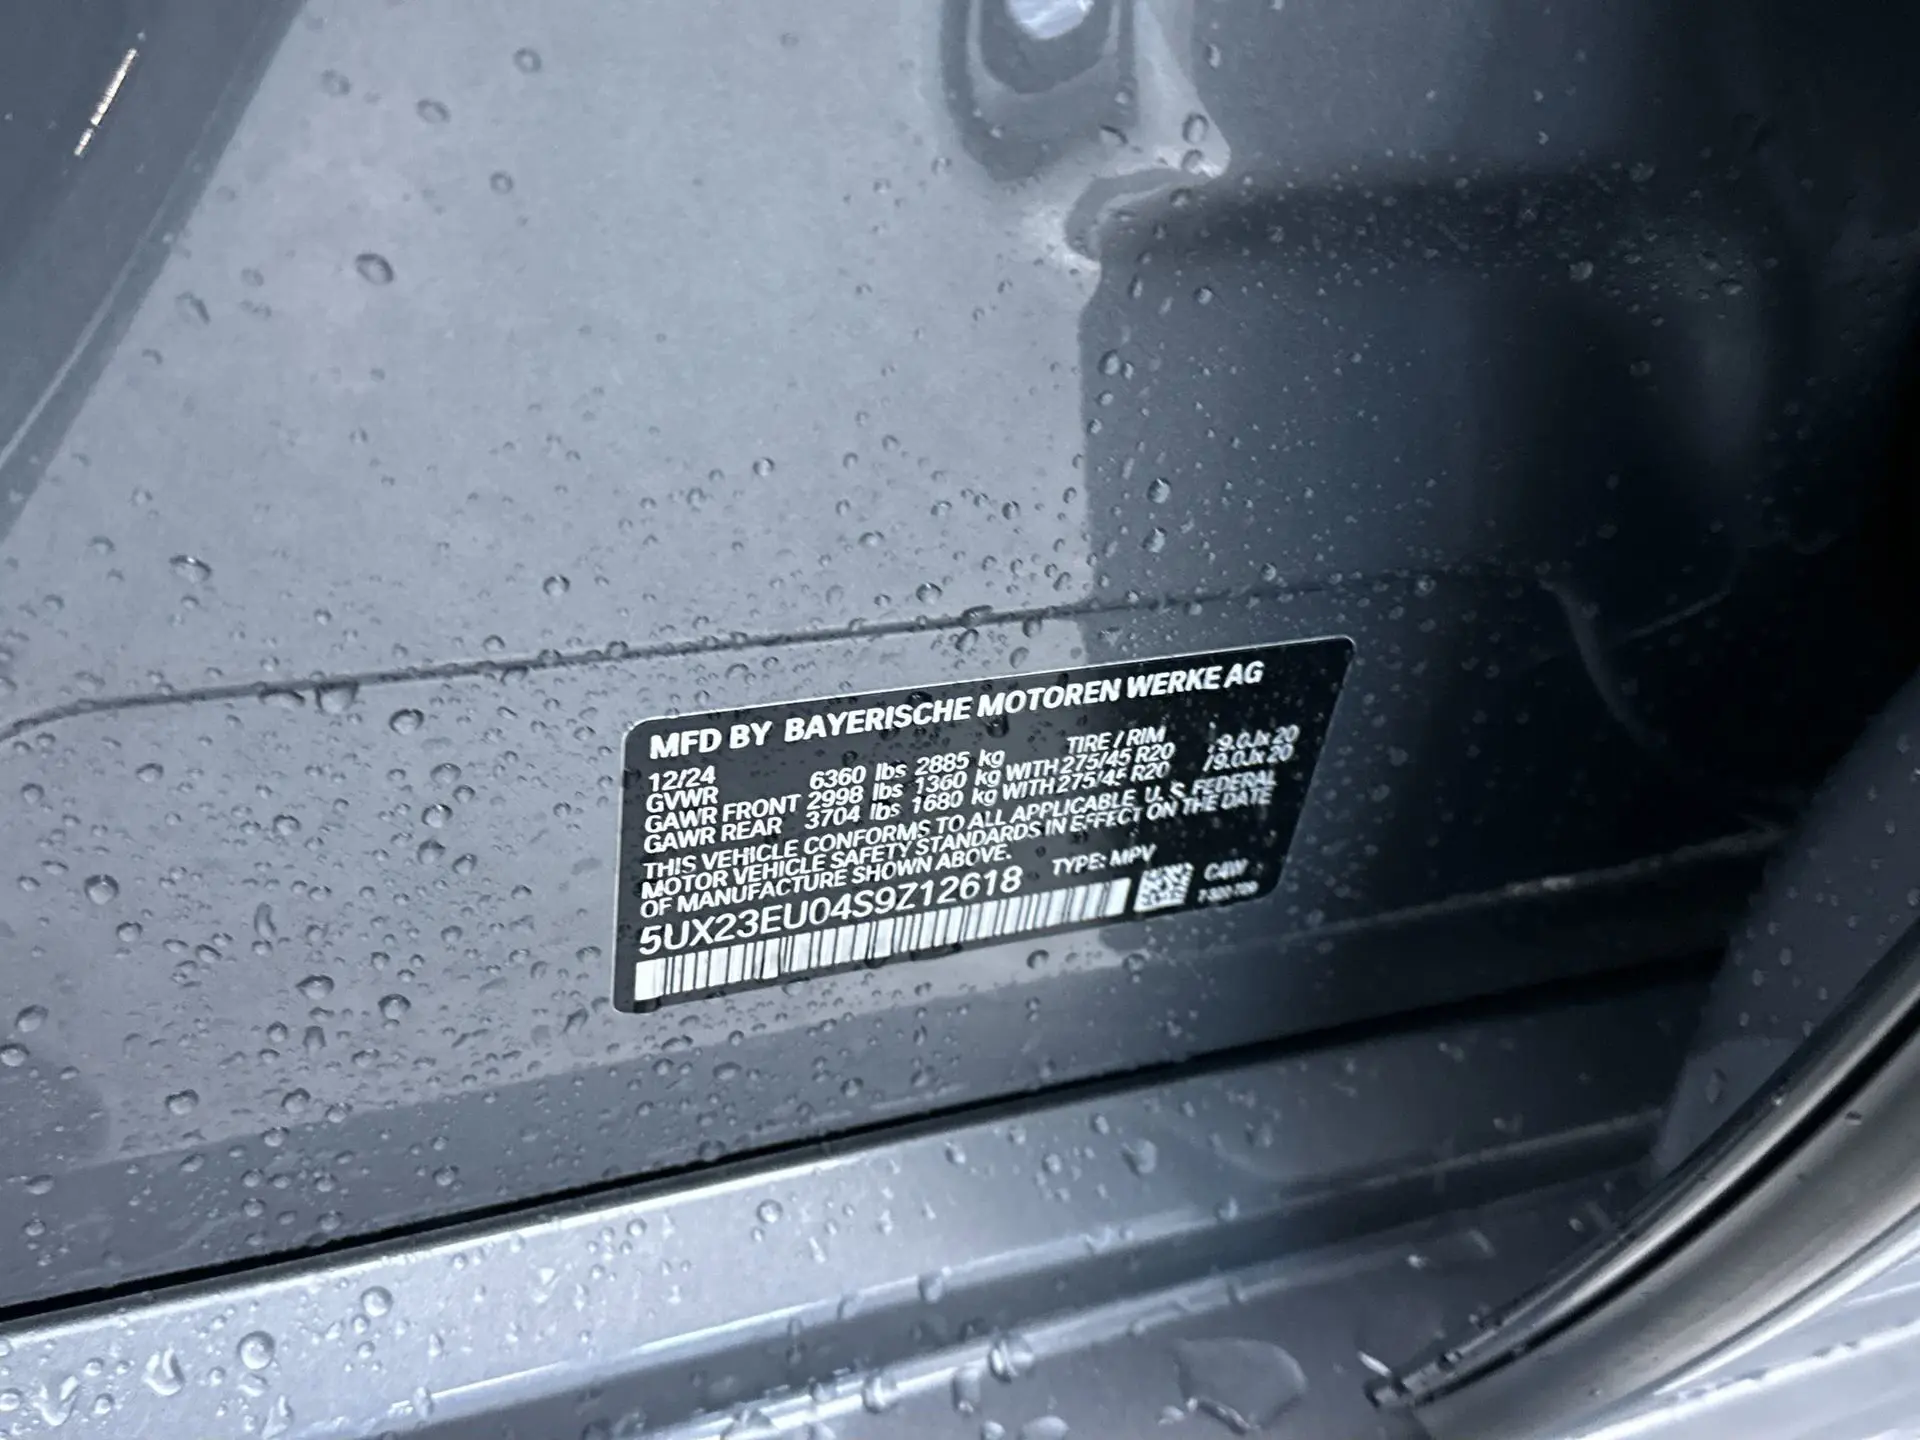 MFD BY BAYERISCHE MOTOREN WERKE AG
12/24 TIRE / RIM
GVWR 6360 lbs 2885 kg
GAWR FRONT 2998 lbs 1360 kg WITH 275/45 R20 / 9.0Jx20
GAWR REAR 3704 lbs 1680 kg WITH 275/45 R20 / 9.0Jx20
THIS VEHICLE CONFORMS TO ALL APPLICABLE U. S. FEDERAL
MOTOR VEHICLE SAFETY STANDARDS IN EFFECT ON THE DATE
OF MANUFACTURE SHOWN ABOVE.
5UX23EU04S9Z12618 TYPE: MPV
C4W